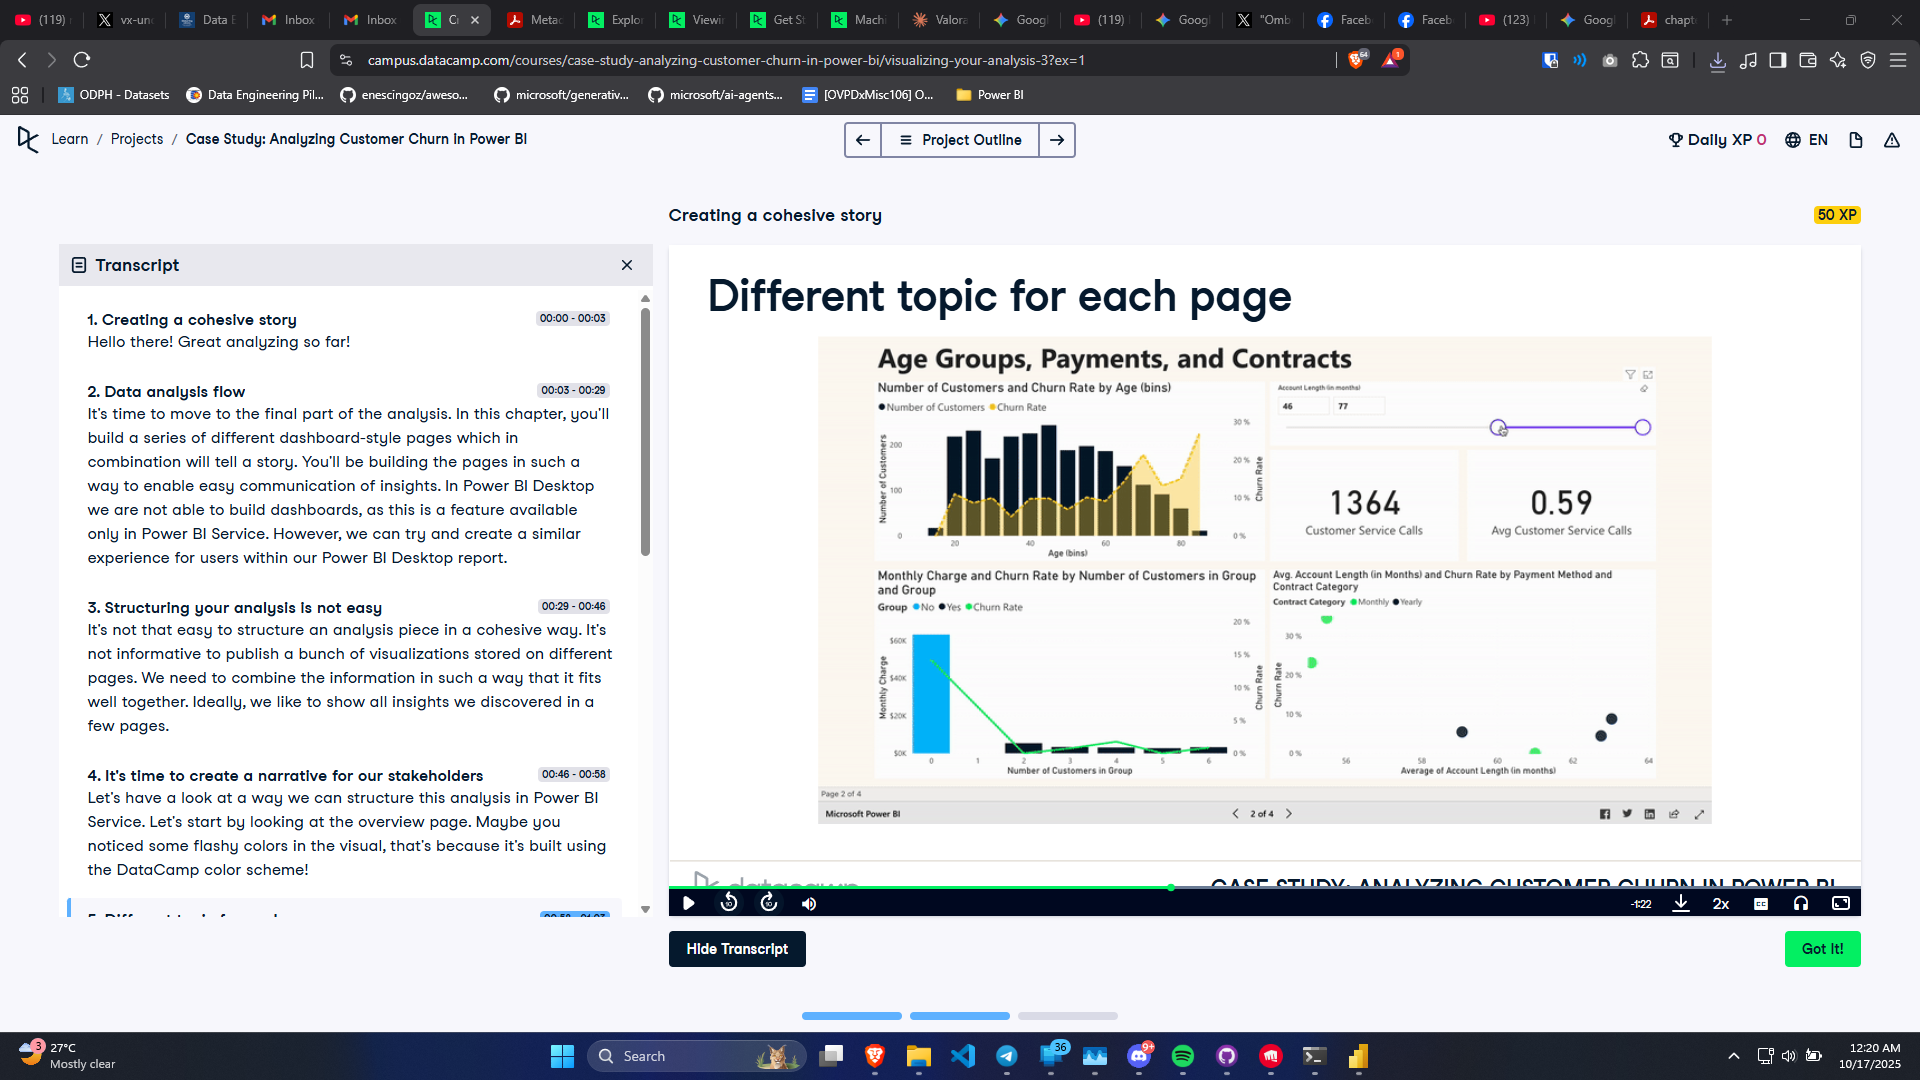 (119)
vx-und
Data E
Inbox
Inbox
Cr
Metac
Explor
Viewin
Get St
Machi
Valora
Googl
(119)
Googl
"Omb
Faceb
Faceb
(123)
Googl
chapt
campus.datacamp.com/courses/case-study-analyzing-customer-churn-in-power-bi/visualizing-your-analysis-3?ex=1
64
1
ODPH - Datasets
Data Engineering Pil...
enescingoz/aweso...
microsoft/generativ...
microsoft/ai-agents...
[OVPDxMisc106] O...
Power BI
Learn / Projects / Case Study: Analyzing Customer Churn in Power BI
Project Outline
Daily XP 0
EN
Creating a cohesive story
50 XP
Transcript
1. Creating a cohesive story
00:00 - 00:03
Hello there! Great analyzing so far!
2. Data analysis flow
00:03 - 00:29
It's time to move to the final part of the analysis. In this chapter, you'll
build a series of different dashboard-style pages which in
combination will tell a story. You'll be building the pages in such a
way to enable easy communication of insights. In Power BI Desktop
we are not able to build dashboards, as this is a feature available
only in Power BI Service. However, we can try and create a similar
experience for users within our Power BI Desktop report.
3. Structuring your analysis is not easy
00:29 - 00:46
It's not that easy to structure an analysis piece in a cohesive way. It's
not informative to publish a bunch of visualizations stored on different
pages. We need to combine the information in such a way that it fits
well together. Ideally, we like to show all insights we discovered in a
few pages.
4. It's time to create a narrative for our stakeholders
00:46 - 00:58
Let's have a look at a way we can structure this analysis in Power BI
Service. Let's start by looking at the overview page. Maybe you
noticed some flashy colors in the visual, that's because it's built using
the DataCamp color scheme!
Different topic for each page
Age Groups, Payments, and Contracts
Number of Customers and Churn Rate by Age (bins)
Number of Customers
Churn Rate
Number of Customers
200
100
0
30 %
20 %
10 %
0 %
Churn Rate
20
40
60
80
Age (bins)
Account Length (in months)
46
77
1364
Customer Service Calls
0.59
Avg Customer Service Calls
Monthly Charge and Churn Rate by Number of Customers in Group
and Group
Group No Yes Churn Rate
Monthly Charge
$60K
$40K
$20K
$0K
20 %
15 %
10 %
5 %
0 %
Churn Rate
0
1
2
3
4
5
6
Number of Customers in Group
Avg. Account Length (in Months) and Churn Rate by Payment Method and
Contract Category
Contract Category Monthly Yearly
Churn Rate
30 %
20 %
10 %
0 %
56
58
60
62
64
Average of Account Length (in months)
Page 2 of 4
Microsoft Power BI
2 of 4
datacamp
CASE STUDY: ANALYZING CUSTOMER CHURN IN POWER BI
-1:22
2x
Hide Transcript
Got It!
3
27°C
Mostly clear
Search
36
9+
12:20 AM
10/17/2025